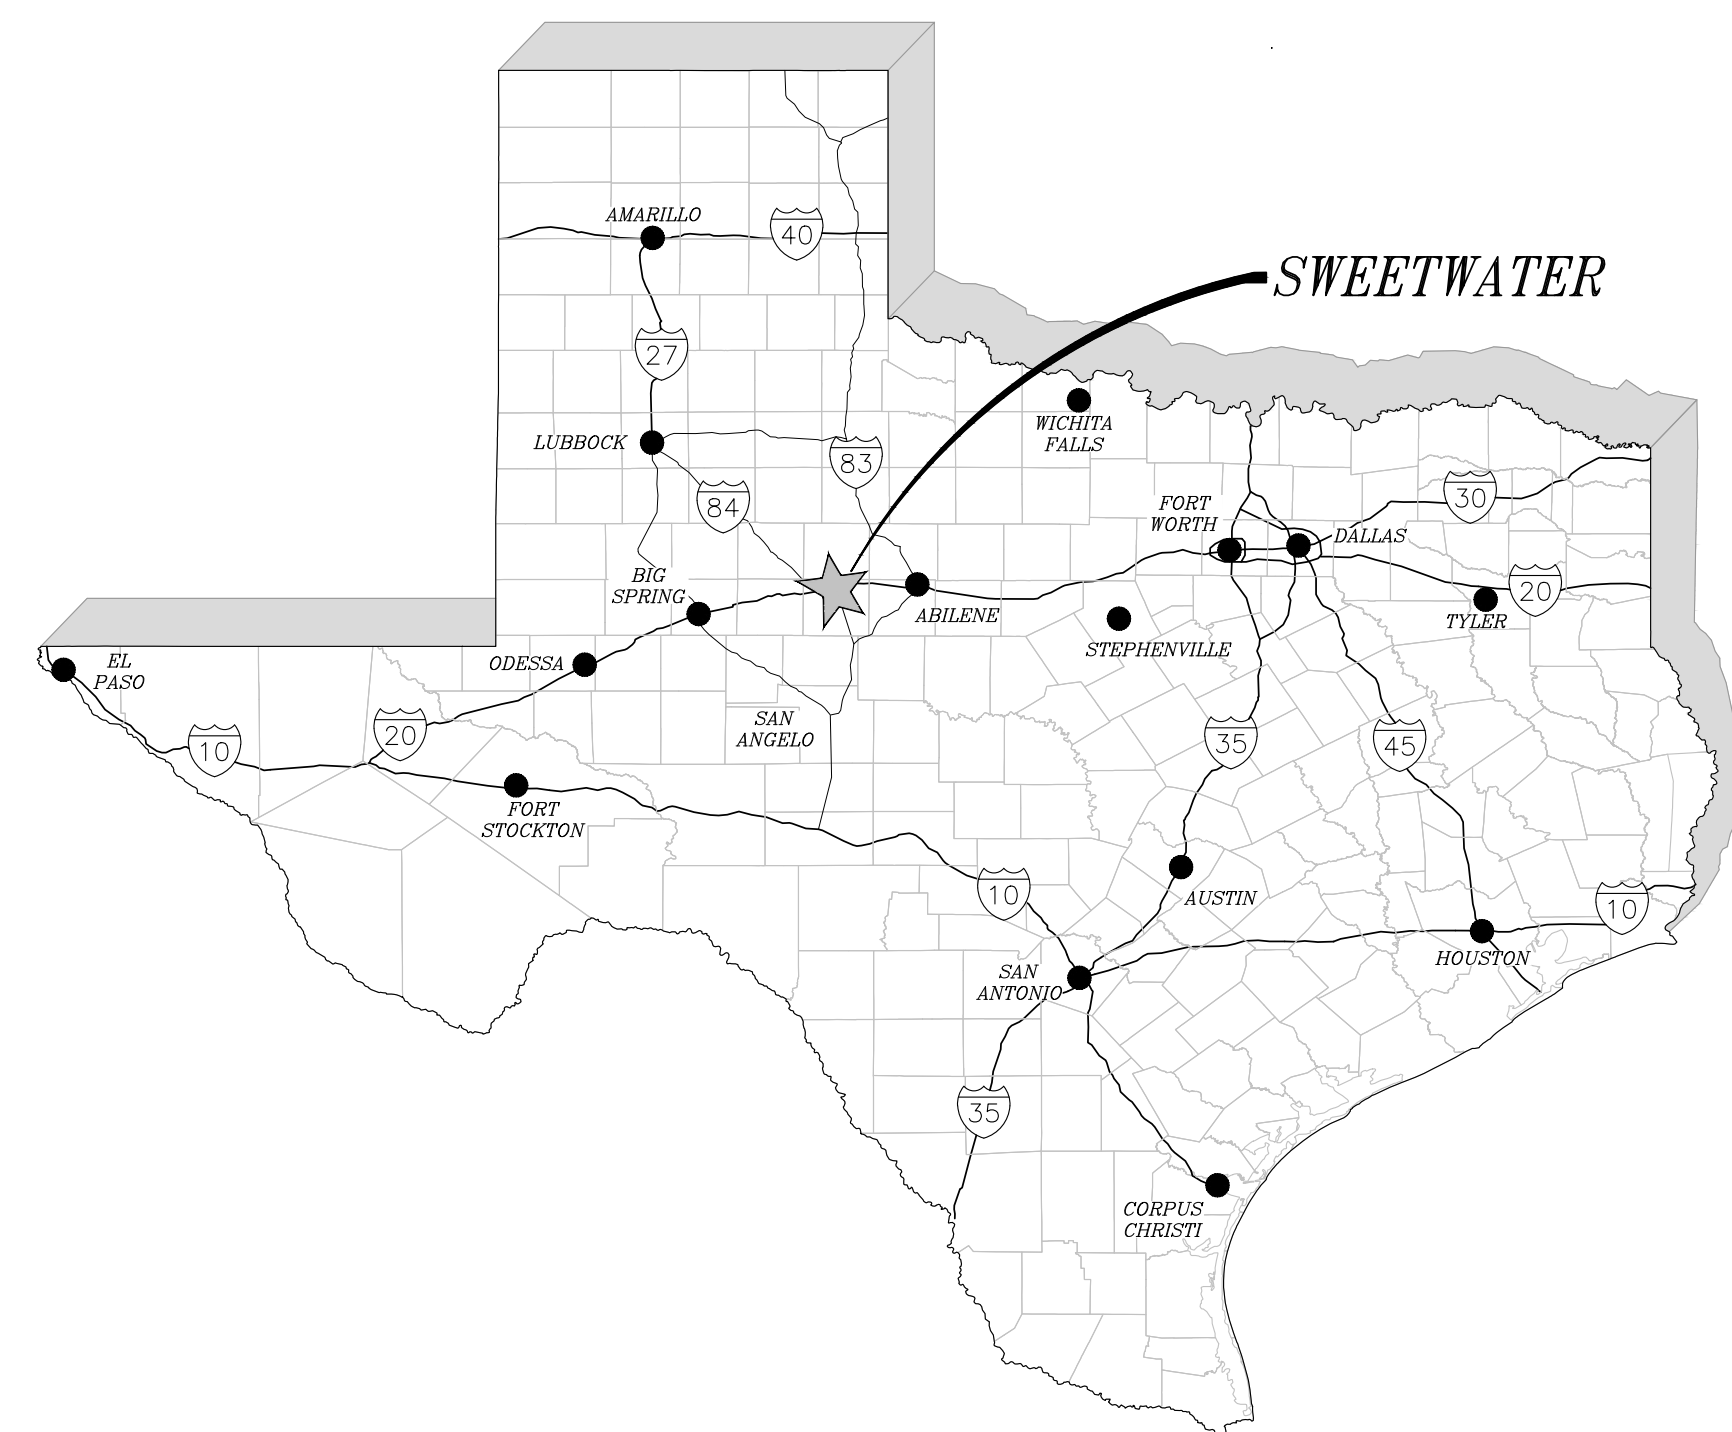 AMARILLO
40
SWEETWATER
27
WICHITA
FALLS
LUBBOCK
83
84
30
FORT
WORTH
DALLAS
BIG
SPRING
20
ABILENE
TYLER
STEPHENVILLE
EL
PASO
ODESSA
SAN
ANGELO
10
20
35
45
FORT
STOCKTON
10
AUSTIN
10
HOUSTON
SAN
ANTONIO
35
CORPUS
CHRISTI